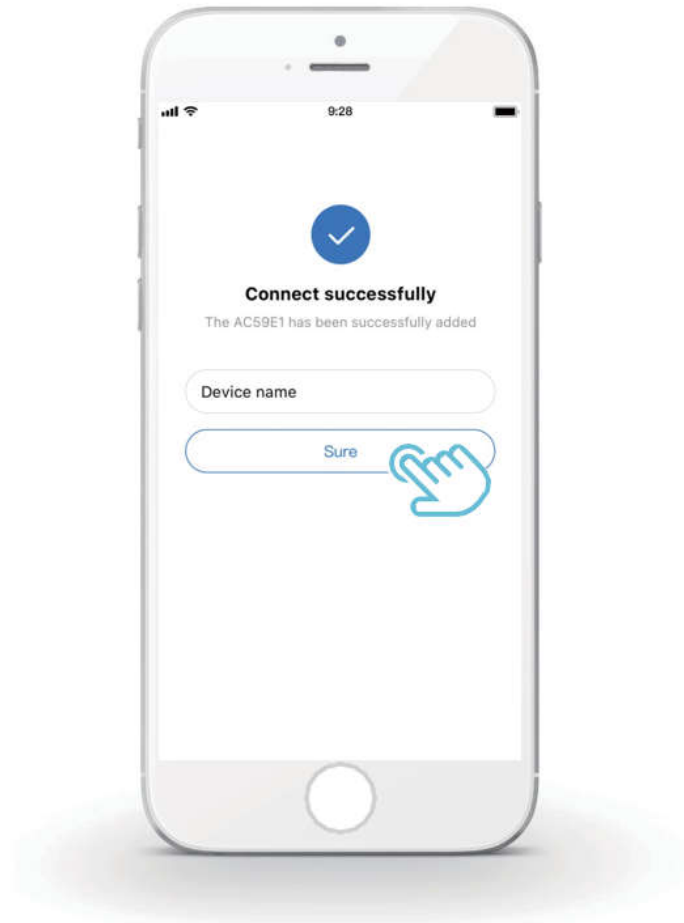 9:28
Connect successfully
The AC59E1 has been successfully added
Device name
Sure